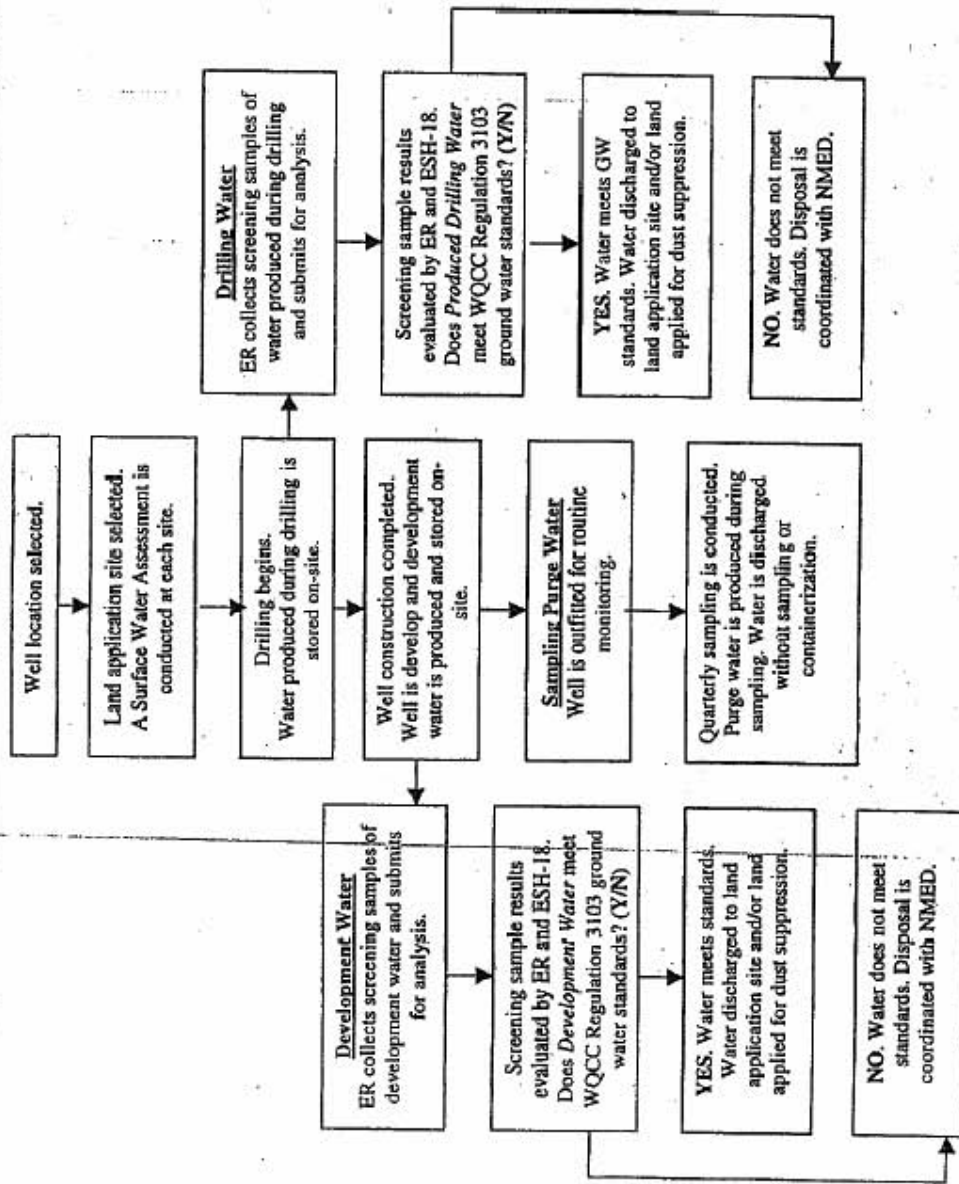 Well location selected.
Land application site selected.
A Surface Water Assessment is
conducted at each site.
Drilling begins.
Water produced during drilling is
stored on-site.
Drilling Water
ER collects screening samples of
water produced during drilling
and submits for analysis.
Screening sample results
evaluated by ER and ESH-18.
Does Produced Drilling Water
meet WQCC Regulation 3103
ground water standards? (Y/N)
YES. Water meets GW
standards. Water discharged to
land application site and/or land
applied for dust suppression.
NO. Water does not meet
standards. Disposal is
coordinated with NMED.
Well construction completed.
Well is develop and development
water is produced and stored on-
site.
Sampling Purge Water
Well is outfitted for routine
monitoring.
Quarterly sampling is conducted.
Purge water is produced during
sampling. Water is discharged
without sampling or
containerization.
Development Water
ER collects screening samples of
development water and submits
for analysis.
Screening sample results
evaluated by ER and ESH-18.
Does Development Water meet
WQCC Regulation 3103 ground
water standards? (Y/N)
YES. Water meets standards.
Water discharged to land
application site and/or land
applied for dust suppression.
NO. Water does not meet
standards. Disposal is
coordinated with NMED.